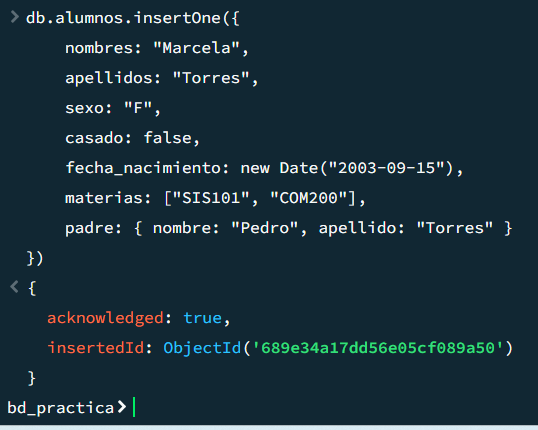 > db.alumnos.insertOne({
nombres: "Marcela",
apellidos: "Torres",
sexo: "F",
casado: false,
fecha_nacimiento: new Date("2003-09-15"),
materias: ["SIS101", "COM200"],
padre: { nombre: "Pedro", apellido: "Torres" }
})
< {
acknowledged: true,
insertedId: ObjectId('689e34a17dd56e05cf089a50')
}
bd_practica>